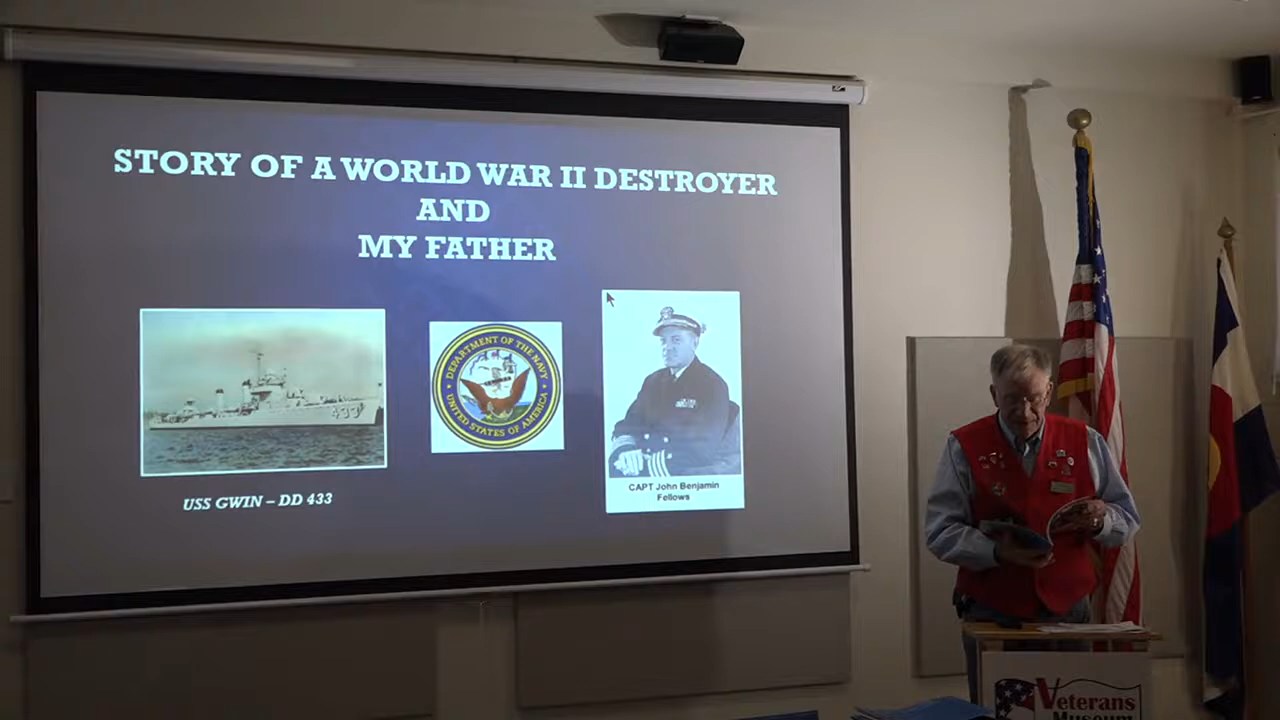 STORY OF A WORLD WAR II DESTROYER
AND
MY FATHER
433
DEPARTMENT OF THE NAVY
UNITED STATES OF AMERICA
USS GWIN – DD 433
CAPT John Benjamin
Fellows
Veterans
Museum